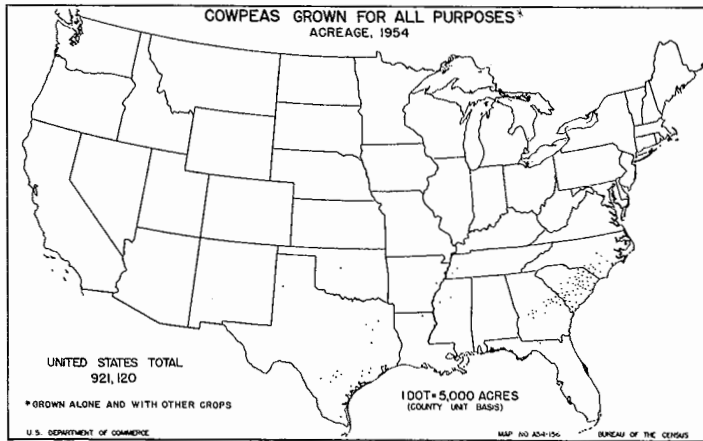 COWPEAS GROWN FOR ALL PURPOSES*
ACREAGE, 1954
UNITED STATES TOTAL
921,120
*GROWN ALONE AND WITH OTHER CROPS
1 DOT=5,000 ACRES
(COUNTY UNIT BASIS)
U.S. DEPARTMENT OF COMMERCE
MAP NO A54-156
BUREAU OF THE CENSUS